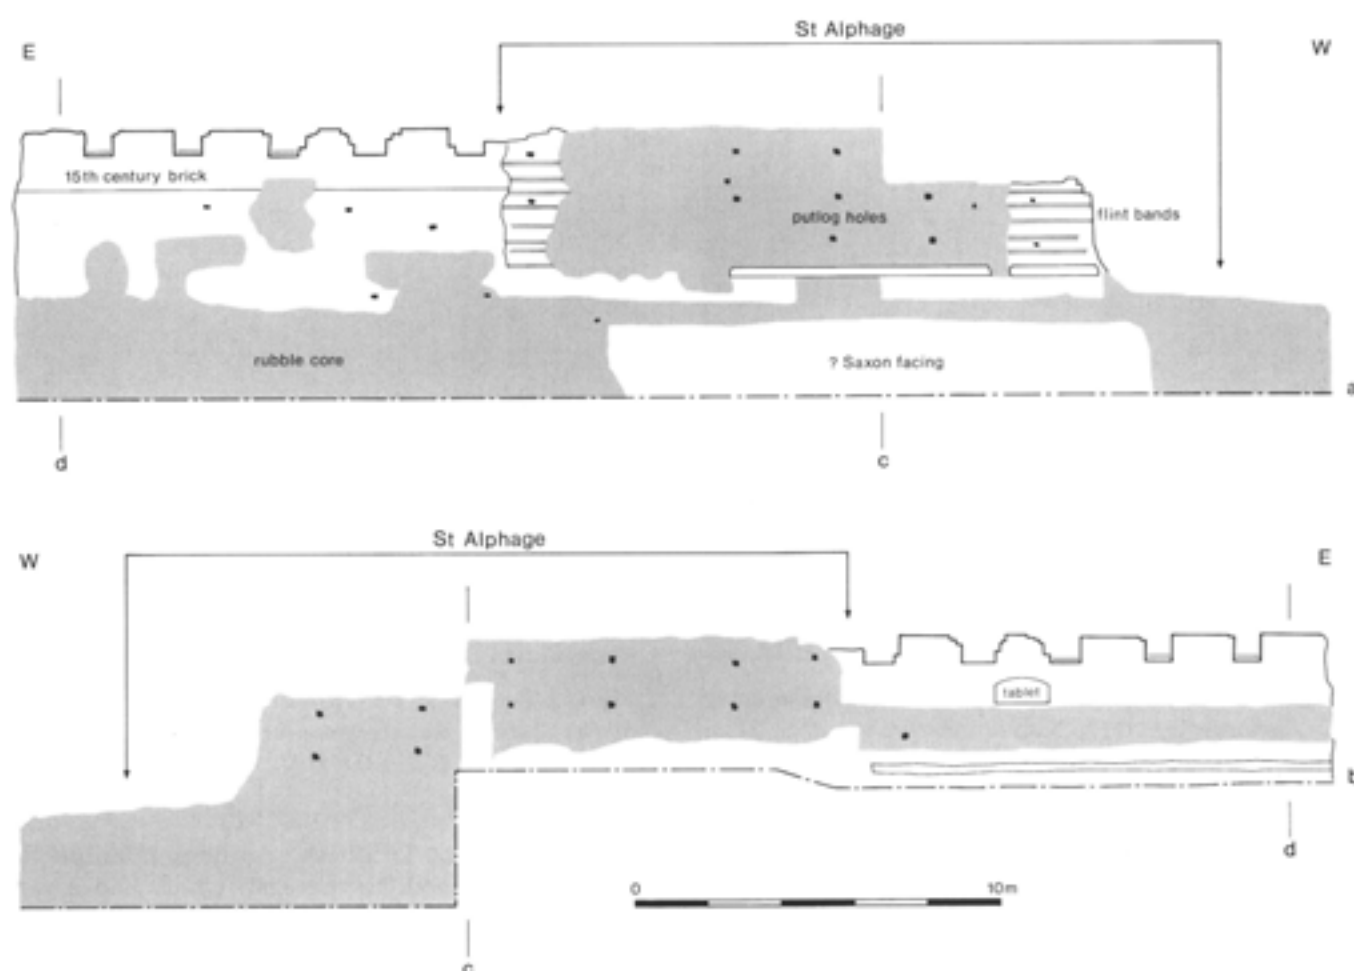 St Alphage
E W
15th century brick
putlog holes
flint bands
rubble core
? Saxon facing
a
d c
St Alphage
W E
tablet
b
d
0 10m
c